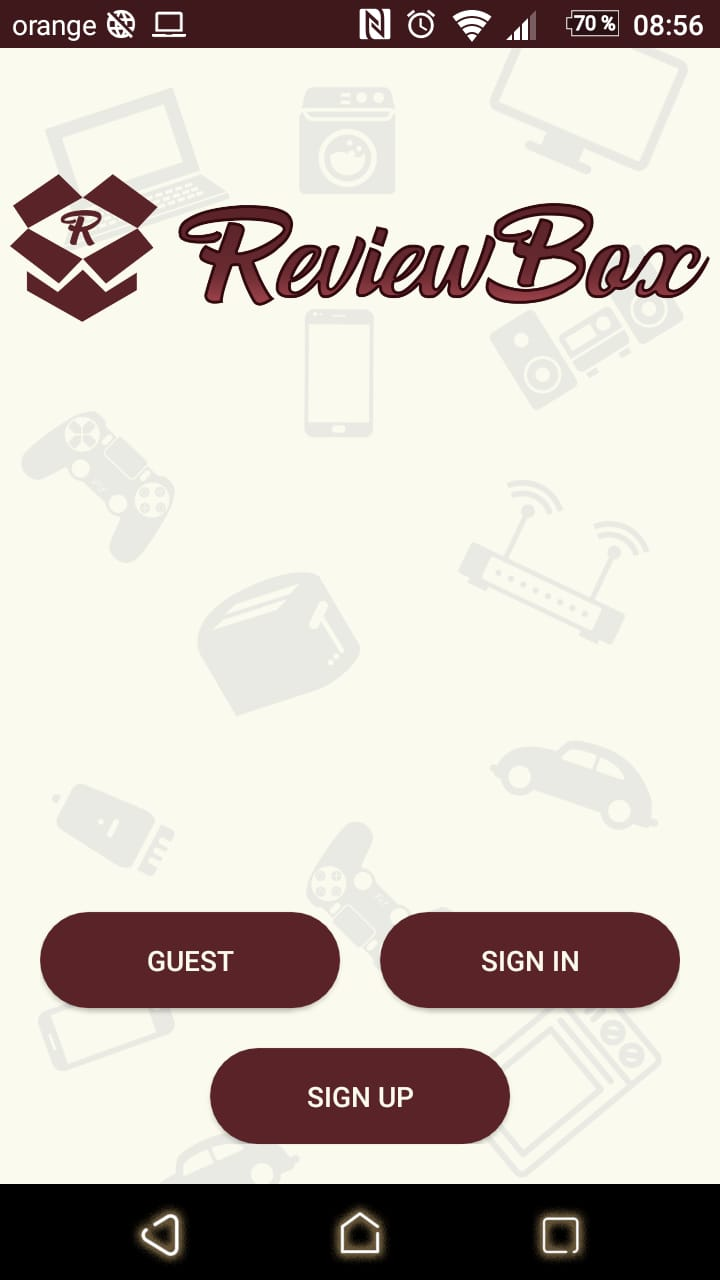 orange 70 % 08:56
R ReviewBox
GUEST SIGN IN
SIGN UP